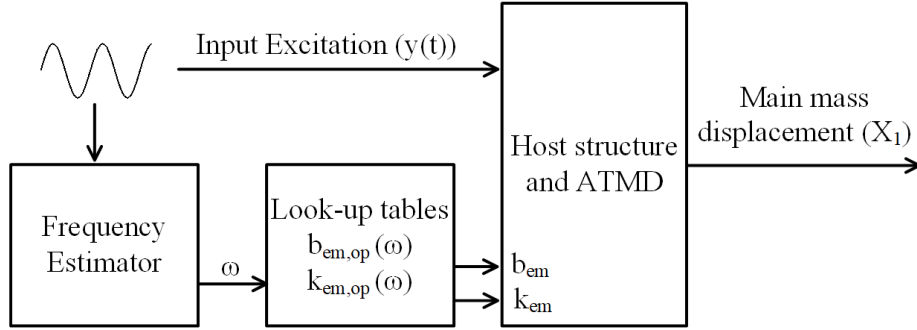 Input Excitation (y(t))
Main mass
displacement (X₁)
Host structure
and ATMD
Frequency
Estimator
ω
Look-up tables
b_em,op (ω)
k_em,op (ω)
b_em
k_em